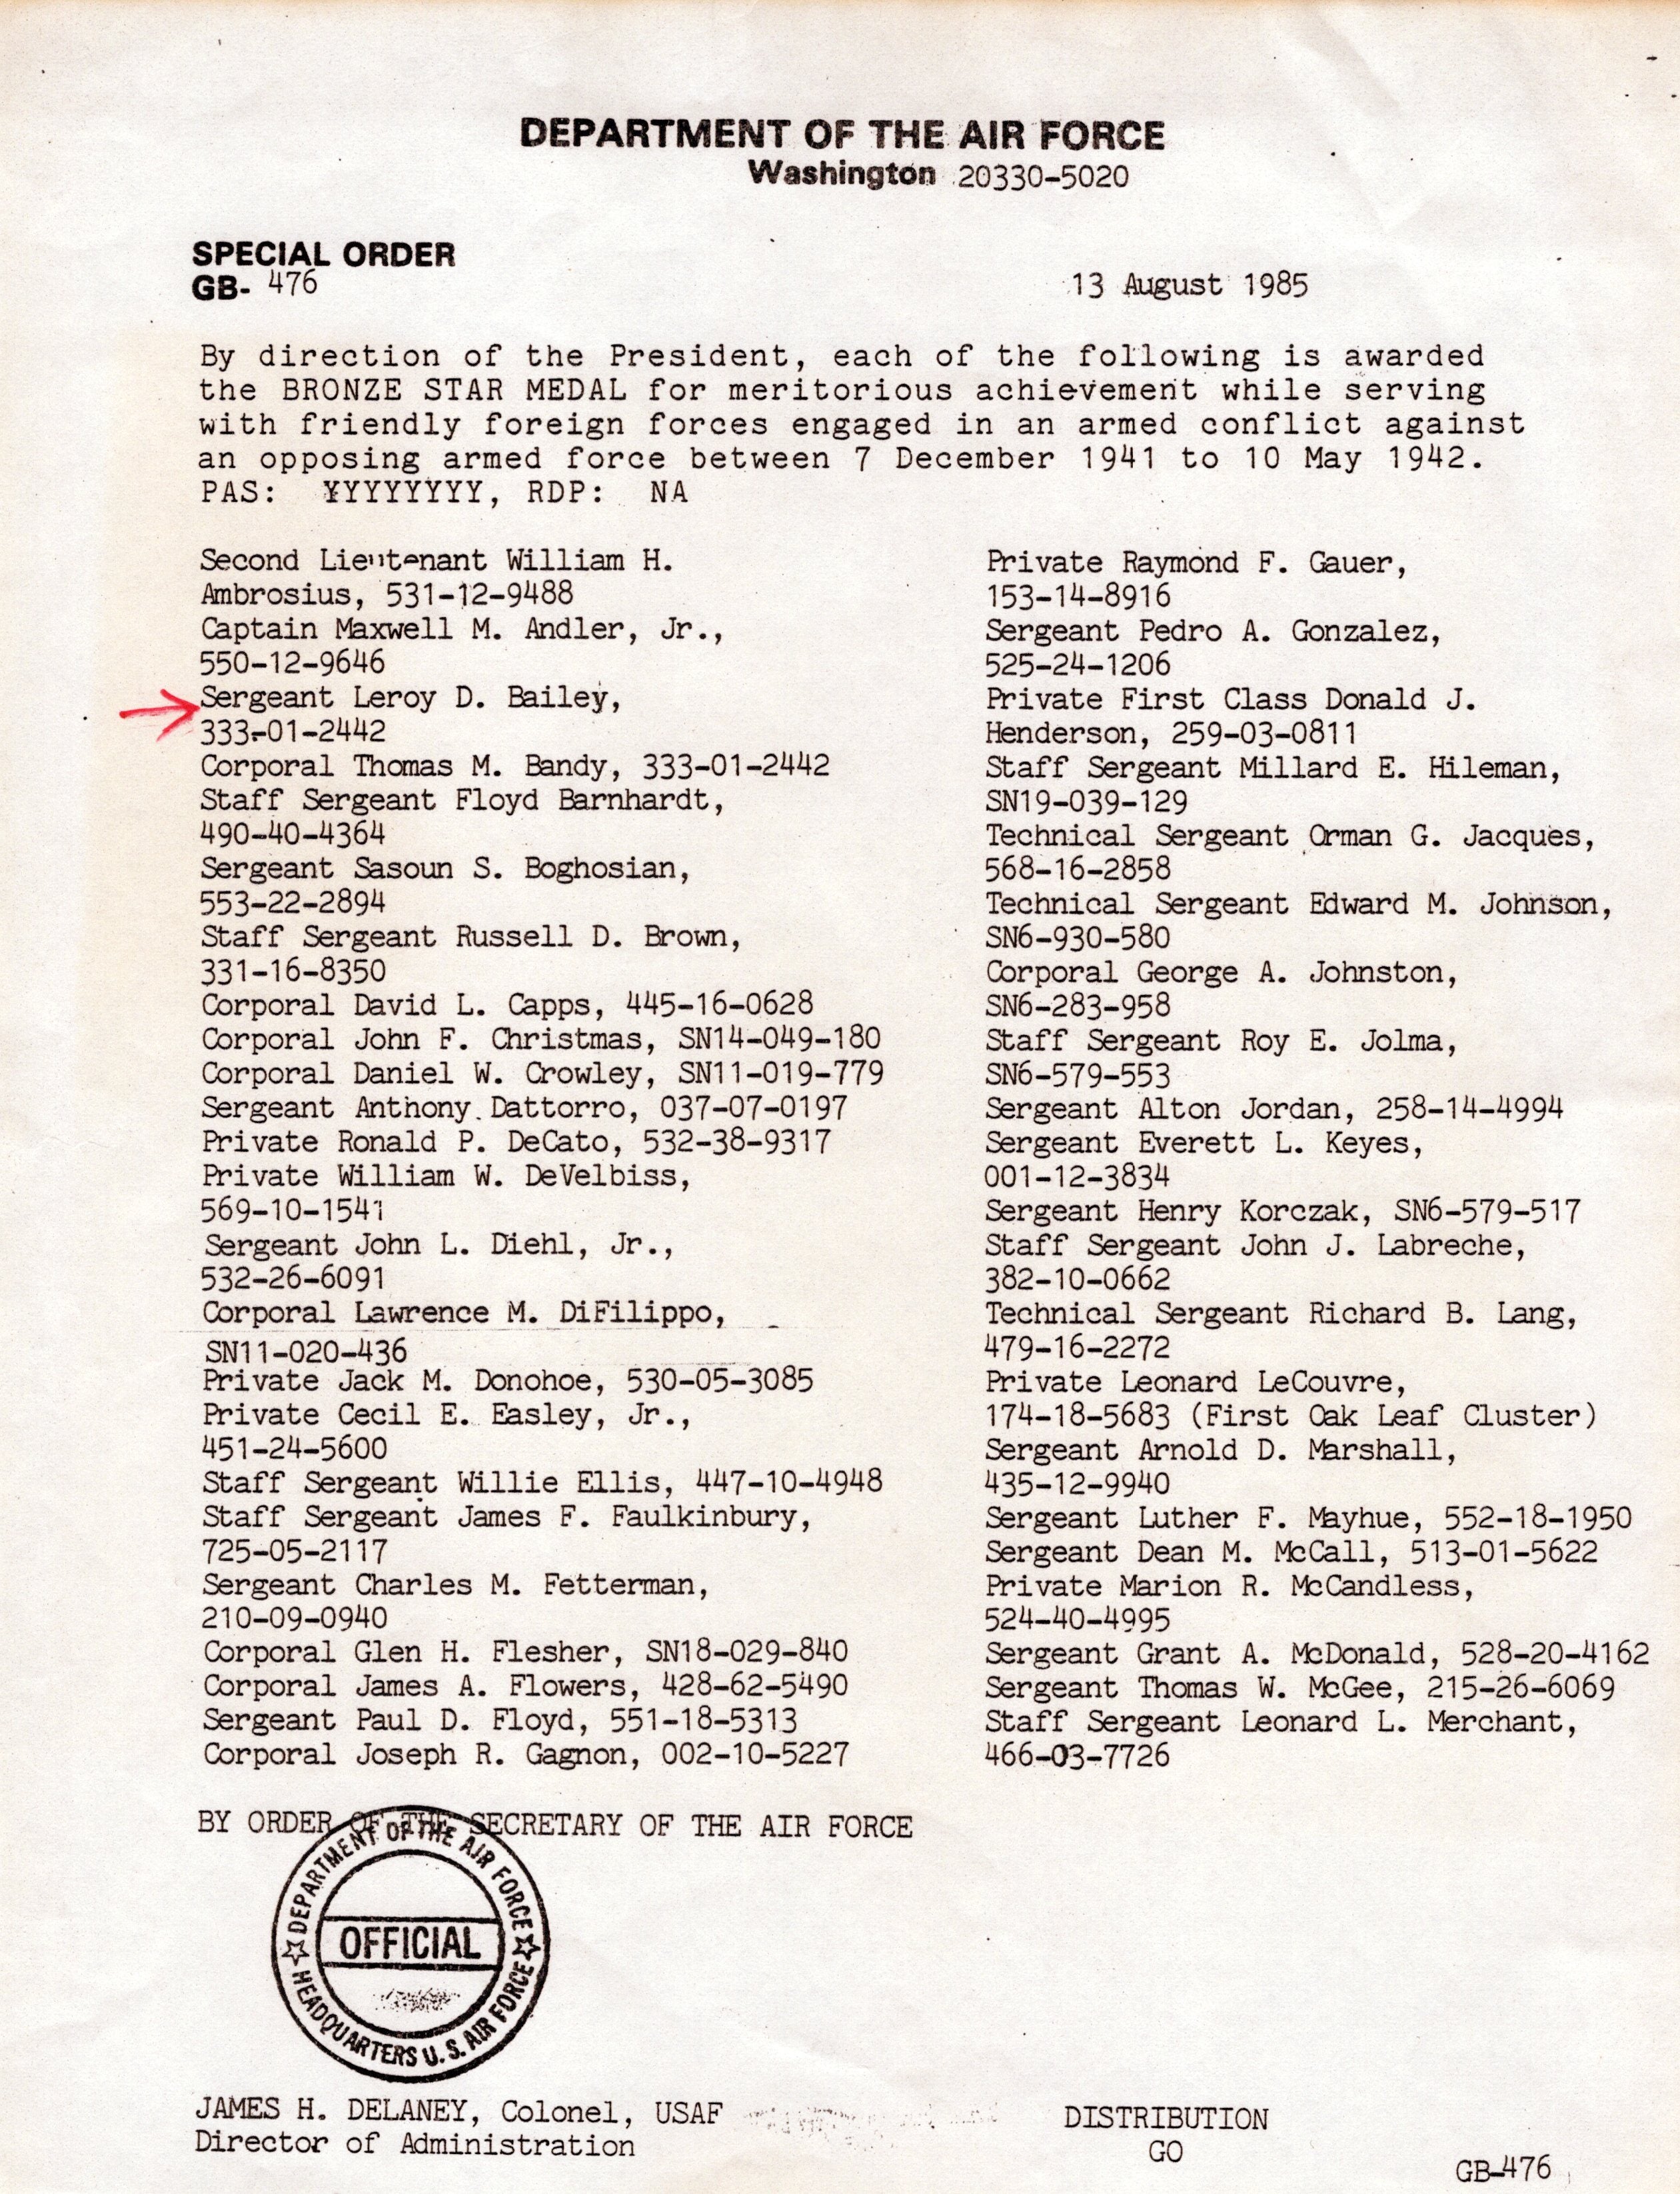 DEPARTMENT OF THE AIR FORCE
Washington 20330-5020
SPECIAL ORDER
GB- 476
13 August 1985
By direction of the President, each of the following is awarded
the BRONZE STAR MEDAL for meritorious achievement while serving
with friendly foreign forces engaged in an armed conflict against
an opposing armed force between 7 December 1941 to 10 May 1942.
PAS: YYYYYYYY, RDP: NA
Second Lieutenant William H.
Ambrosius, 531-12-9488
Captain Maxwell M. Andler, Jr.,
550-12-9646
Sergeant Leroy D. Bailey,
333-01-2442
Corporal Thomas M. Bandy, 333-01-2442
Staff Sergeant Floyd Barnhardt,
490-40-4364
Sergeant Sasoun S. Boghosian,
553-22-2894
Staff Sergeant Russell D. Brown,
331-16-8350
Corporal David L. Capps, 445-16-0628
Corporal John F. Christmas, SN14-049-180
Corporal Daniel W. Crowley, SN11-019-779
Sergeant Anthony Dattorro, 037-07-0197
Private Ronald P. DeCato, 532-38-9317
Private William W. DeVelbiss,
569-10-1541
Sergeant John L. Diehl, Jr.,
532-26-6091
Corporal Lawrence M. DiFilippo,
SN11-020-436
Private Jack M. Donohoe, 530-05-3085
Private Cecil E. Easley, Jr.,
451-24-5600
Staff Sergeant Willie Ellis, 447-10-4948
Staff Sergeant James F. Faulkinbury,
725-05-2117
Sergeant Charles M. Fetterman,
210-09-0940
Corporal Glen H. Flesher, SN18-029-840
Corporal James A. Flowers, 428-62-5490
Sergeant Paul D. Floyd, 551-18-5313
Corporal Joseph R. Gagnon, 002-10-5227
Private Raymond F. Gauer,
153-14-8916
Sergeant Pedro A. Gonzalez,
525-24-1206
Private First Class Donald J.
Henderson, 259-03-0811
Staff Sergeant Millard E. Hileman,
SN19-039-129
Technical Sergeant Orman G. Jacques,
568-16-2858
Technical Sergeant Edward M. Johnson,
SN6-930-580
Corporal George A. Johnston,
SN6-283-958
Staff Sergeant Roy E. Jolma,
SN6-579-553
Sergeant Alton Jordan, 258-14-4994
Sergeant Everett L. Keyes,
001-12-3834
Sergeant Henry Korczak, SN6-579-517
Staff Sergeant John J. Labreche,
382-10-0662
Technical Sergeant Richard B. Lang,
479-16-2272
Private Leonard LeCouvre,
174-18-5683 (First Oak Leaf Cluster)
Sergeant Arnold D. Marshall,
435-12-9940
Sergeant Luther F. Mayhue, 552-18-1950
Sergeant Dean M. McCall, 513-01-5622
Private Marion R. McCandless,
524-40-4995
Sergeant Grant A. McDonald, 528-20-4162
Sergeant Thomas W. McGee, 215-26-6069
Staff Sergeant Leonard L. Merchant,
466-03-7726
BY ORDER OF THE SECRETARY OF THE AIR FORCE
DEPARTMENT OF THE AIR FORCE
OFFICIAL
HEADQUARTERS U.S. AIR FORCE
JAMES H. DELANEY, Colonel, USAF
Director of Administration
DISTRIBUTION
GO
GB-476